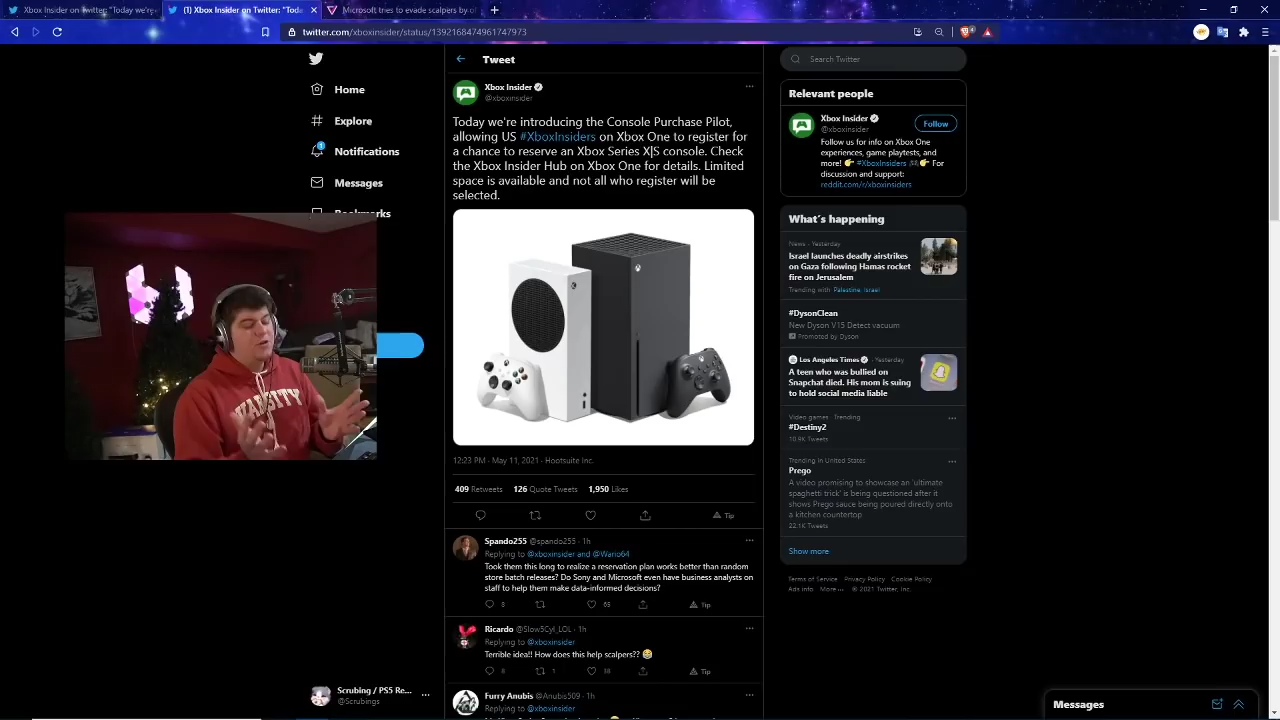 Xbox Insider on Twitter: "Today we're
(1) Xbox Insider on Twitter: "Toda
Microsoft tries to evade scalpers by of
twitter.com/xboxinsider/status/1392168474961747973
Home
Explore
Notifications
Messages
Bookmarks
Scrubing / PS5 Re...
@Scrubings
Tweet
Xbox Insider
@xboxinsider
Today we're introducing the Console Purchase Pilot,
allowing US #XboxInsiders on Xbox One to register for
a chance to reserve an Xbox Series X|S console. Check
the Xbox Insider Hub on Xbox One for details. Limited
space is available and not all who register will be
selected.
12:23 PM · May 11, 2021 · Hootsuite Inc.
409 Retweets 126 Quote Tweets 1,950 Likes
Tip
Spando255 @spando255 · 1h
Replying to @xboxinsider and @Wario64
Took them this long to realize a reservation plan works better than random
store batch releases? Do Sony and Microsoft even have business analysts on
staff to help them make data-informed decisions?
Tip
Ricardo @Slow5Cyl_LOL · 1h
Replying to @xboxinsider
Terrible idea!! How does this help scalpers?? 😂
1
Tip
Furry Anubis @Anubis509 · 1h
Replying to @xboxinsider
VARSITY
Search Twitter
Relevant people
Xbox Insider
@xboxinsider
Follow
Follow us for info on Xbox One
experiences, game playtests, and
more! 👉 #XboxInsiders 🎮👉 For
discussion and support:
reddit.com/r/xboxinsiders
What's happening
News · Yesterday
Israel launches deadly airstrikes
on Gaza following Hamas rocket
fire on Jerusalem
Trending with Palestine, Israel
#DysonClean
New Dyson V15 Detect vacuum
Promoted by Dyson
Los Angeles Times · Yesterday
A teen who was bullied on
Snapchat died. His mom is suing
to hold social media liable
Video games · Trending
#Destiny2
10.9K Tweets
Trending in United States
Prego
A video promising to showcase an 'ultimate
spaghetti trick' is being questioned after it
shows Prego sauce being poured directly onto
a kitchen countertop
22.1K Tweets
Show more
Terms of Service Privacy Policy Cookie Policy
Ads info More ... © 2021 Twitter, Inc.
Messages